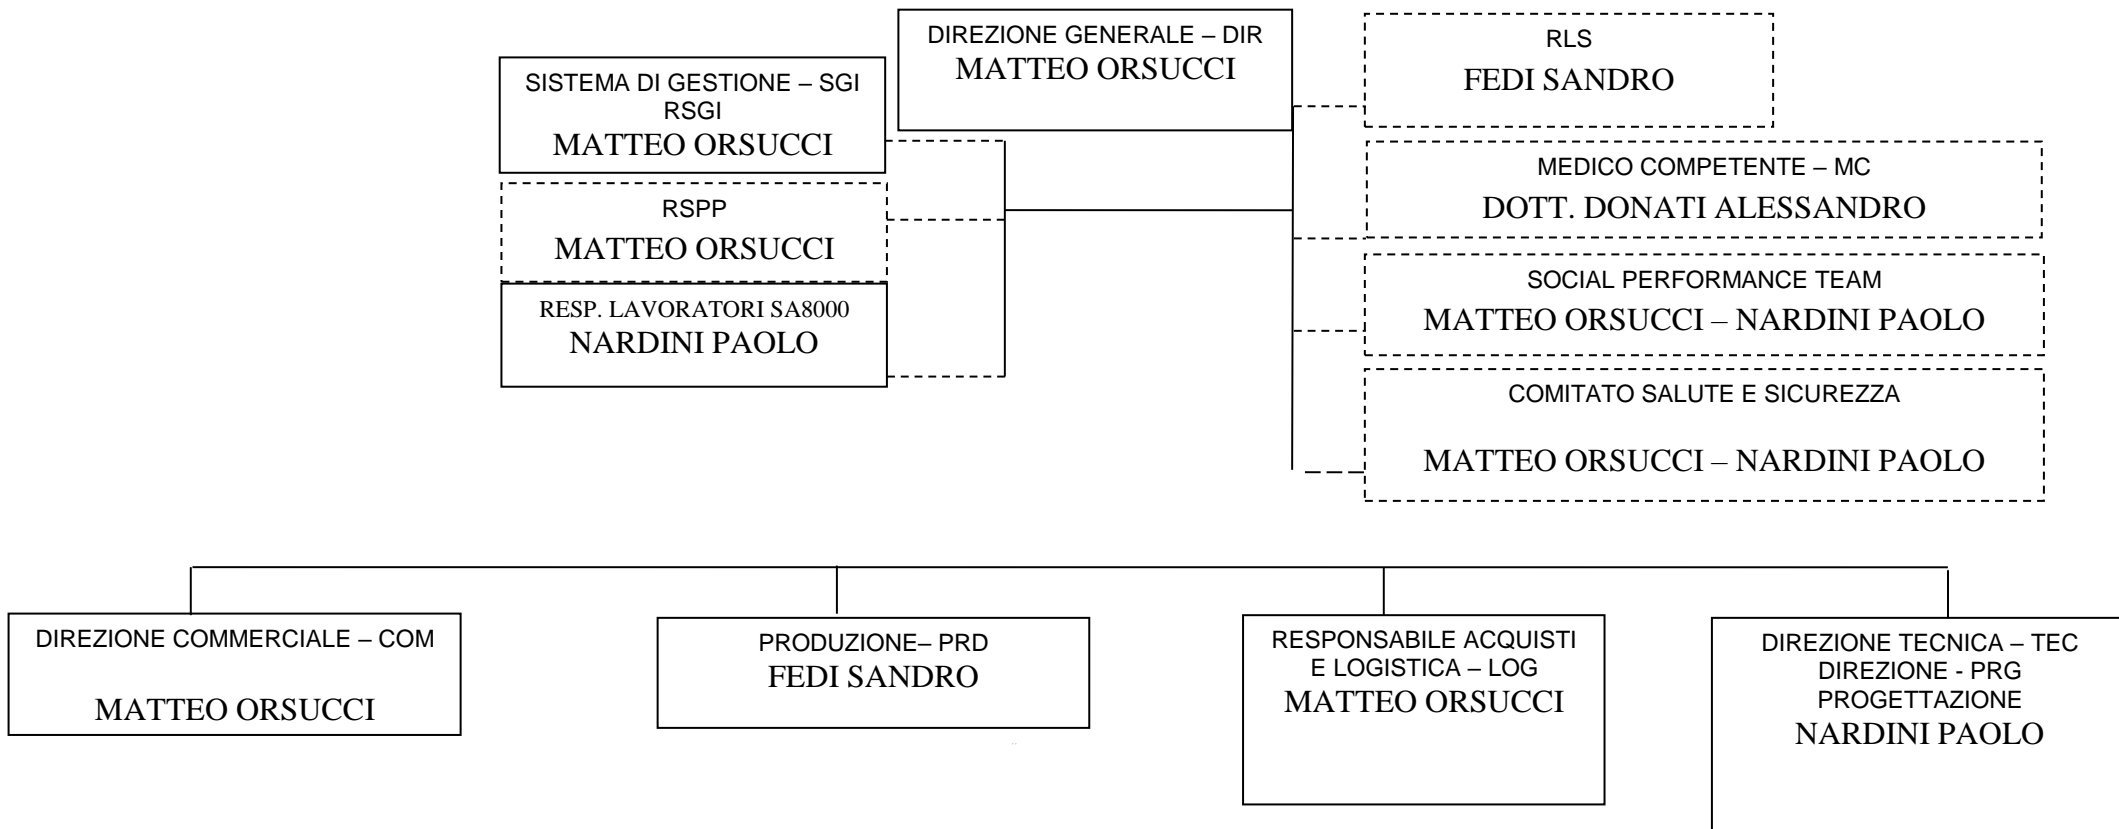 DIREZIONE GENERALE – DIR
MATTEO ORSUCCI
SISTEMA DI GESTIONE – SGI
RSGI
MATTEO ORSUCCI
RSPP
MATTEO ORSUCCI
RESP. LAVORATORI SA8000
NARDINI PAOLO
RLS
FEDI SANDRO
MEDICO COMPETENTE – MC
DOTT. DONATI ALESSANDRO
SOCIAL PERFORMANCE TEAM
MATTEO ORSUCCI – NARDINI PAOLO
COMITATO SALUTE E SICUREZZA
MATTEO ORSUCCI – NARDINI PAOLO
DIREZIONE COMMERCIALE – COM
MATTEO ORSUCCI
PRODUZIONE– PRD
FEDI SANDRO
RESPONSABILE ACQUISTI
E LOGISTICA – LOG
MATTEO ORSUCCI
DIREZIONE TECNICA – TEC
DIREZIONE - PRG
PROGETTAZIONE
NARDINI PAOLO